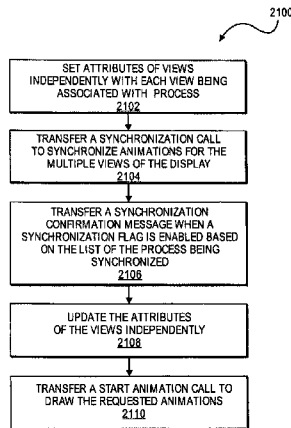 2100
SET ATTRIBUTES OF VIEWS
INDEPENDENTLY WITH EACH VIEW BEING
ASSOCIATED WITH PROCESS
2102
TRANSFER A SYNCHRONIZATION CALL
TO SYNCHRONIZE ANIMATIONS FOR THE
MULTIPLE VIEWS OF THE DISPLAY
2104
TRANSFER A SYNCHRONIZATION
CONFIRMATION MESSAGE WHEN A
SYNCHRONIZATION FLAG IS ENABLED BASED
ON THE LIST OF THE PROCESS BEING
SYNCHRONIZED
2106
UPDATE THE ATTRIBUTES
OF THE VIEWS INDEPENDENTLY
2108
TRANSFER A START ANIMATION CALL TO
DRAW THE REQUESTED ANIMATIONS
2110